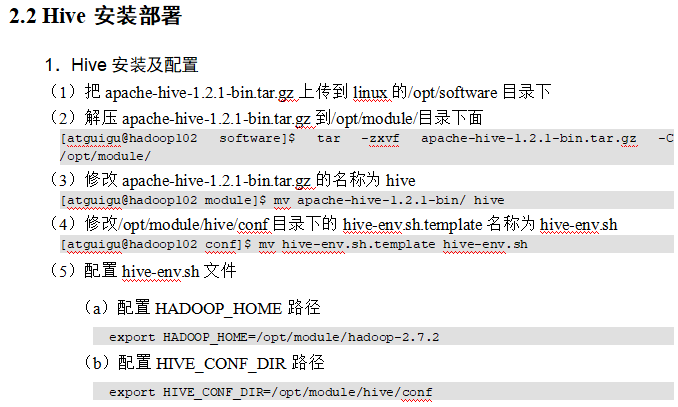 2.2 Hive 安装部署
1．Hive 安装及配置
（1）把 apache-hive-1.2.1-bin.tar.gz 上传到 linux 的/opt/software 目录下
（2）解压 apache-hive-1.2.1-bin.tar.gz 到/opt/module/目录下面
[atguigu@hadoop102 software]$ tar -zxvf apache-hive-1.2.1-bin.tar.gz -C
/opt/module/
（3）修改 apache-hive-1.2.1-bin.tar.gz 的名称为 hive
[atguigu@hadoop102 module]$ mv apache-hive-1.2.1-bin/ hive
（4）修改/opt/module/hive/conf 目录下的 hive-env.sh.template 名称为 hive-env.sh
[atguigu@hadoop102 conf]$ mv hive-env.sh.template hive-env.sh
（5）配置 hive-env.sh 文件
（a）配置 HADOOP_HOME 路径
export HADOOP_HOME=/opt/module/hadoop-2.7.2
（b）配置 HIVE_CONF_DIR 路径
export HIVE_CONF_DIR=/opt/module/hive/conf